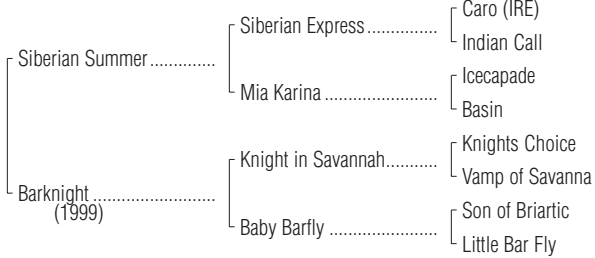 Caro (IRE)
Siberian Express...............
Indian Call
Siberian Summer..............
Icecapade
Mia Karina ........................
Basin
Knights Choice
Knight in Savannah...........
Vamp of Savanna
Barknight ..........................
(1999)
Son of Briartic
Baby Barfly .......................
Little Bar Fly